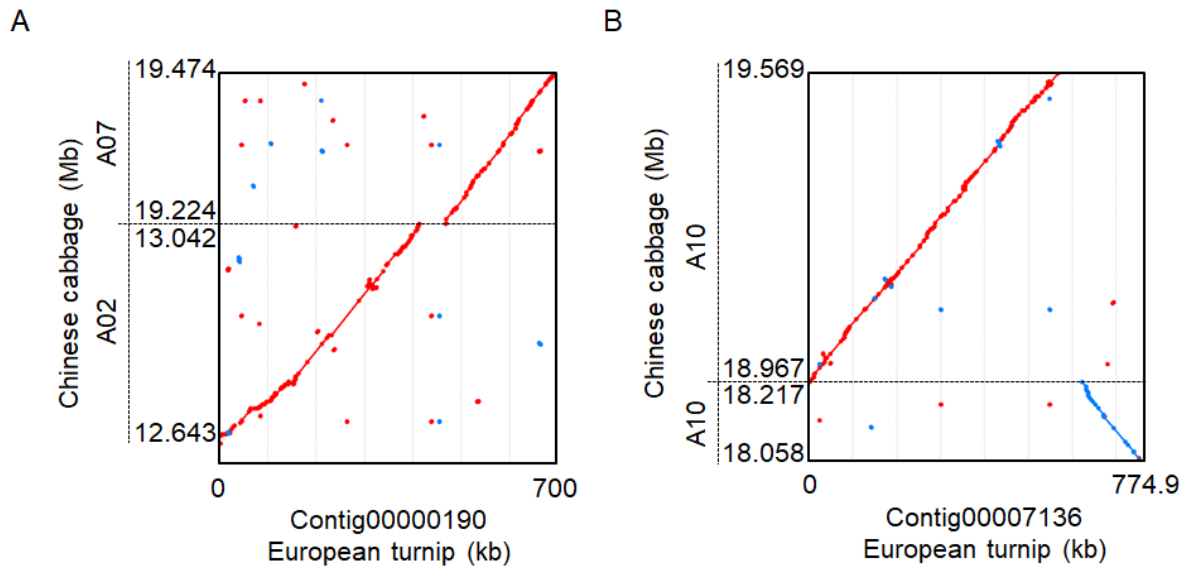 A
19.474
A07
Chinese cabbage (Mb)
19.224
13.042
A02
12.643
0
700
Contig00000190
European turnip (kb)
B
19.569
A10
Chinese cabbage (Mb)
18.967
18.217
A10
18.058
0
774.9
Contig00007136
European turnip (kb)